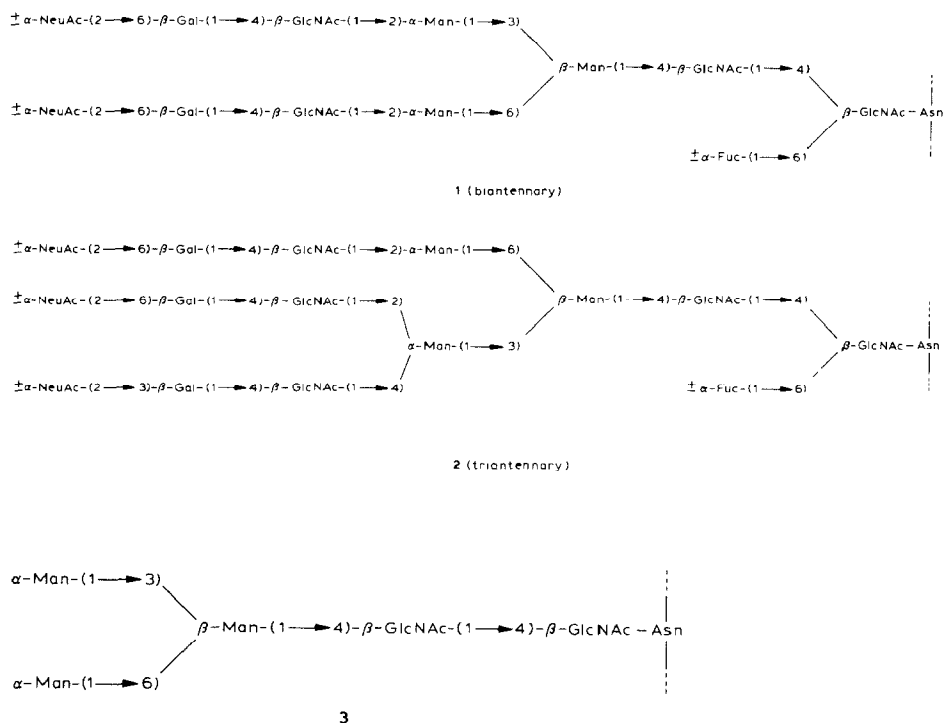 ± α-NeuAc-(2→6)-β-Gal-(1→4)-β-GlcNAc-(1→2)-α-Man-(1→3)
β-Man-(1→4)-β-GlcNAc-(1→4)
± α-NeuAc-(2→6)-β-Gal-(1→4)-β-GlcNAc-(1→2)-α-Man-(1→6)
β-GlcNAc-Asn
± α-Fuc-(1→6)
1 (biantennary)
± α-NeuAc-(2→6)-β-Gal-(1→4)-β-GlcNAc-(1→2)-α-Man-(1→6)
± α-NeuAc-(2→6)-β-Gal-(1→4)-β-GlcNAc-(1→2)
β-Man-(1→4)-β-GlcNAc-(1→4)
α-Man-(1→3)
β-GlcNAc-Asn
± α-NeuAc-(2→3)-β-Gal-(1→4)-β-GlcNAc-(1→4)
± α-Fuc-(1→6)
2 (triantennary)
α-Man-(1→3)
β-Man-(1→4)-β-GlcNAc-(1→4)-β-GlcNAc-Asn
α-Man-(1→6)
3